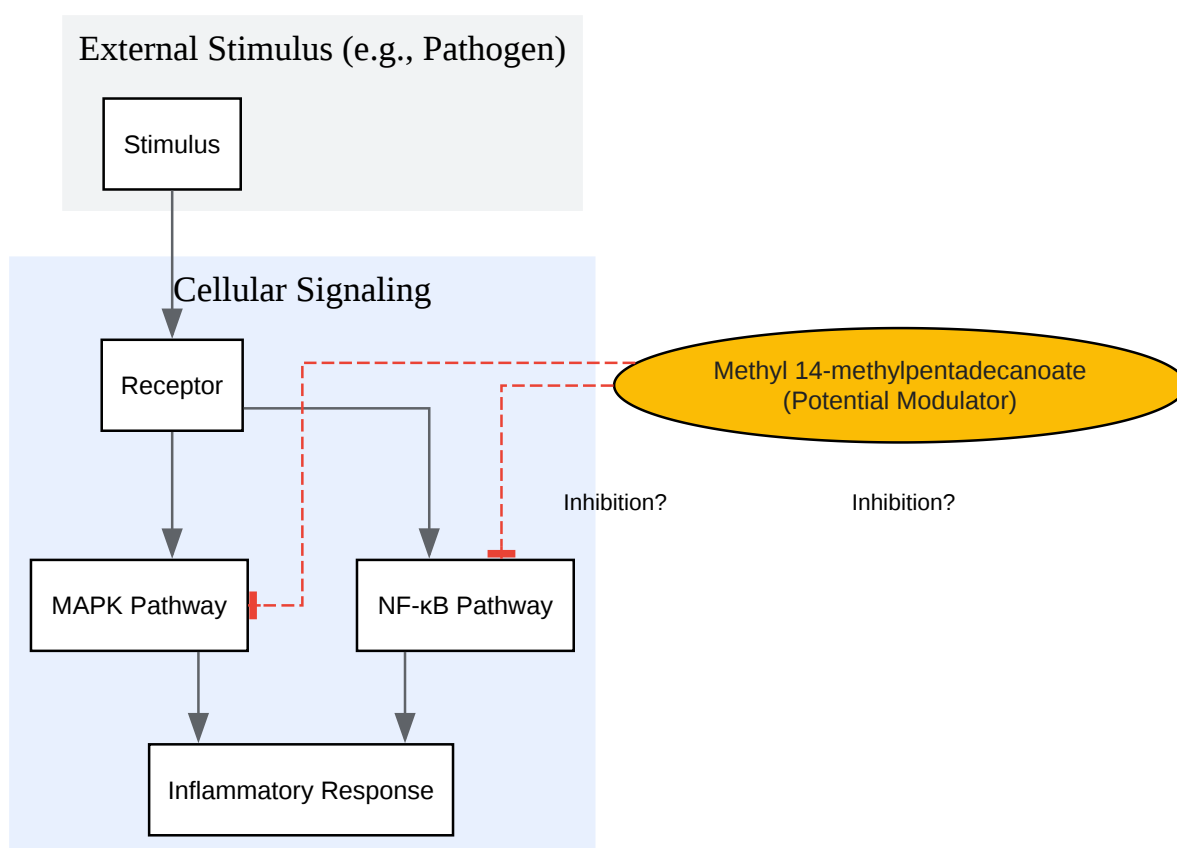 External Stimulus (e.g., Pathogen)
Stimulus
Cellular Signaling
Receptor
Methyl 14-methylpentadecanoate
(Potential Modulator)
Inhibition?
Inhibition?
MAPK Pathway
NF-κB Pathway
Inflammatory Response